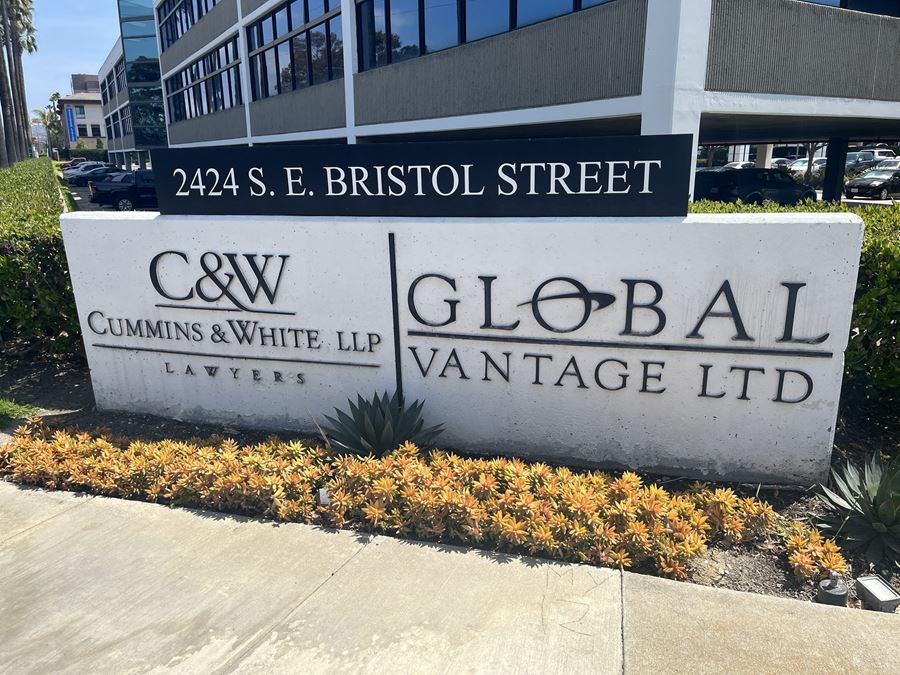 2424 S. E. BRISTOL STREET
C&W
CUMMINS & WHITE LLP
LAWYERS
GLOBAL
VANTAGE LTD